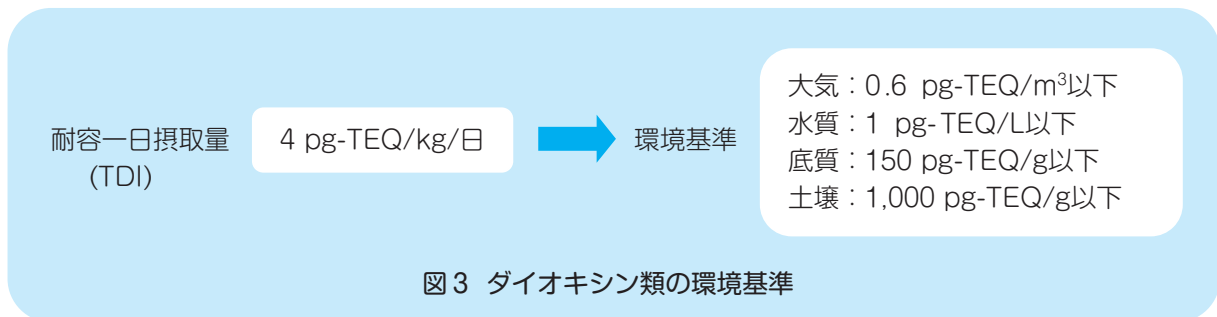 耐容一日摂取量
(TDI)
4 pg-TEQ/kg/日
環境基準
大気：0.6 pg-TEQ/m³以下
水質：1 pg-TEQ/L以下
底質：150 pg-TEQ/g以下
土壌：1,000 pg-TEQ/g以下
図3 ダイオキシン類の環境基準